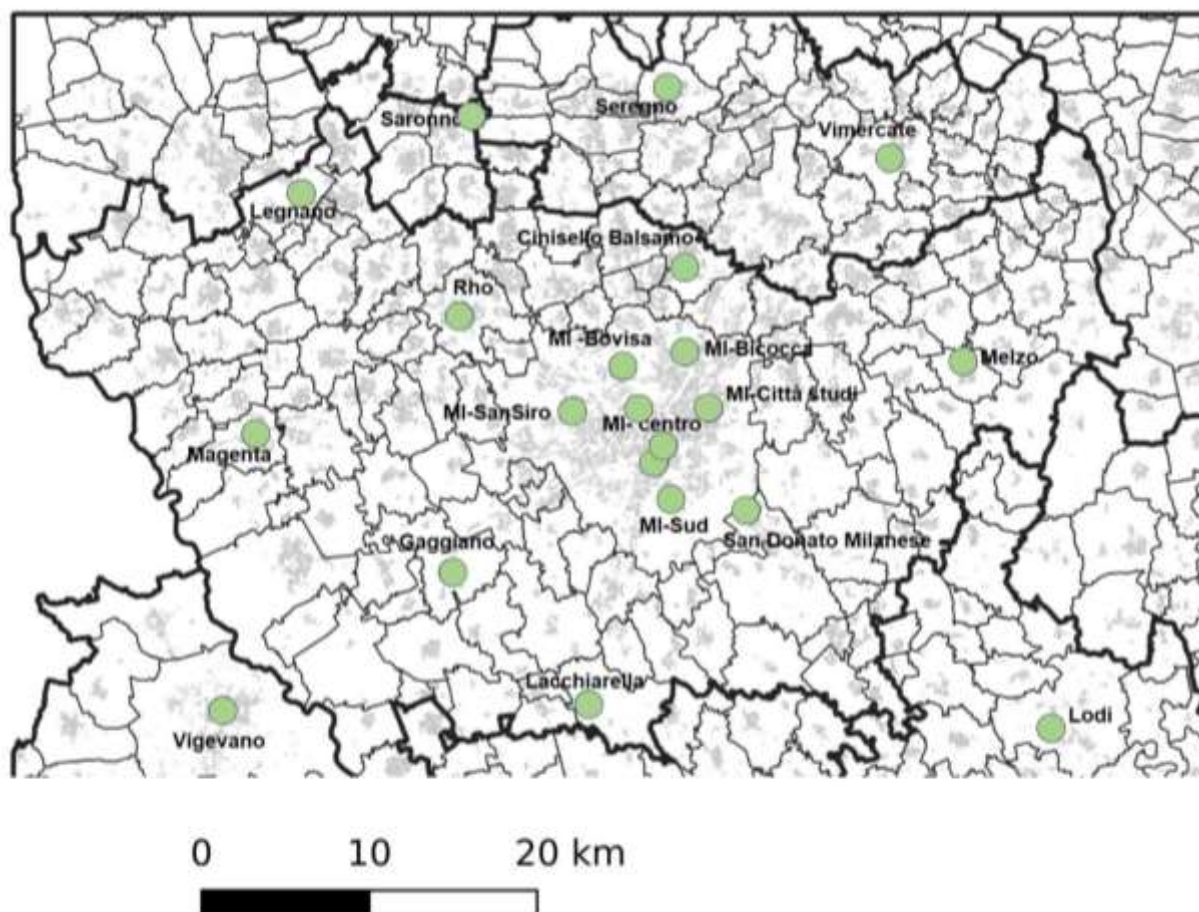 Seregno
Saronno
Vimercate
Legnano
Cinisello Balsamo
Rho
MI -Bovisa
MI-Bicocca
Melzo
MI-Città studi
MI-SanSiro
MI- centro
Magenta
MI-Sud
San Donato Milanese
Gaggiano
Lacchiarella
Lodi
Vigevano
0 10 20 km